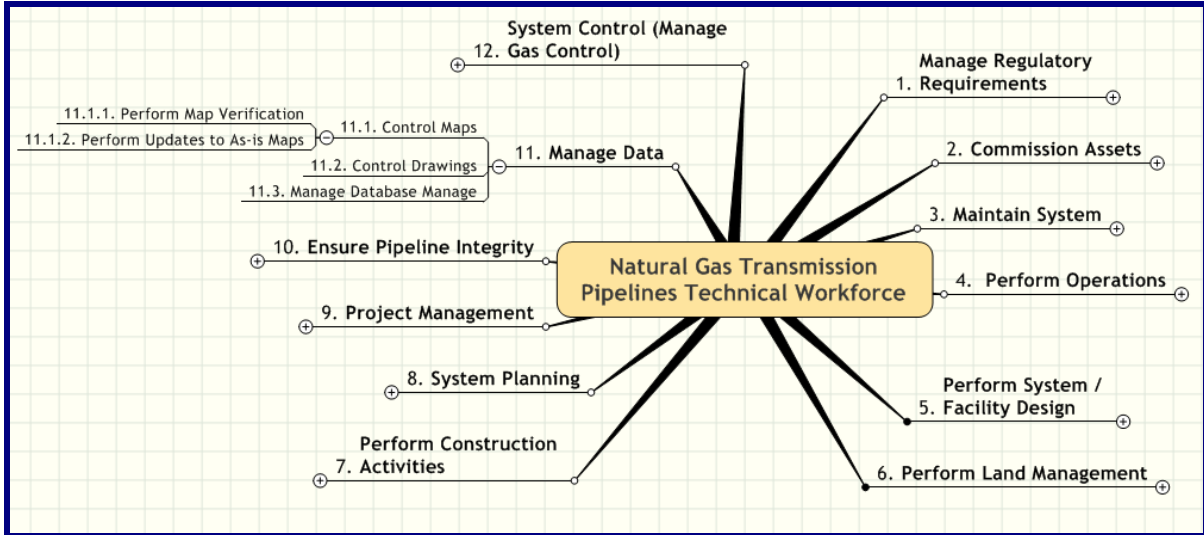 Natural Gas Transmission
Pipelines Technical Workforce
Manage Regulatory
1. Requirements
2. Commission Assets
3. Maintain System
4. Perform Operations
Perform System /
5. Facility Design
6. Perform Land Management
Perform Construction
7. Activities
8. System Planning
9. Project Management
10. Ensure Pipeline Integrity
11. Manage Data
11.1. Control Maps
11.1.1. Perform Map Verification
11.1.2. Perform Updates to As-is Maps
11.2. Control Drawings
11.3. Manage Database Manage
System Control (Manage
12. Gas Control)